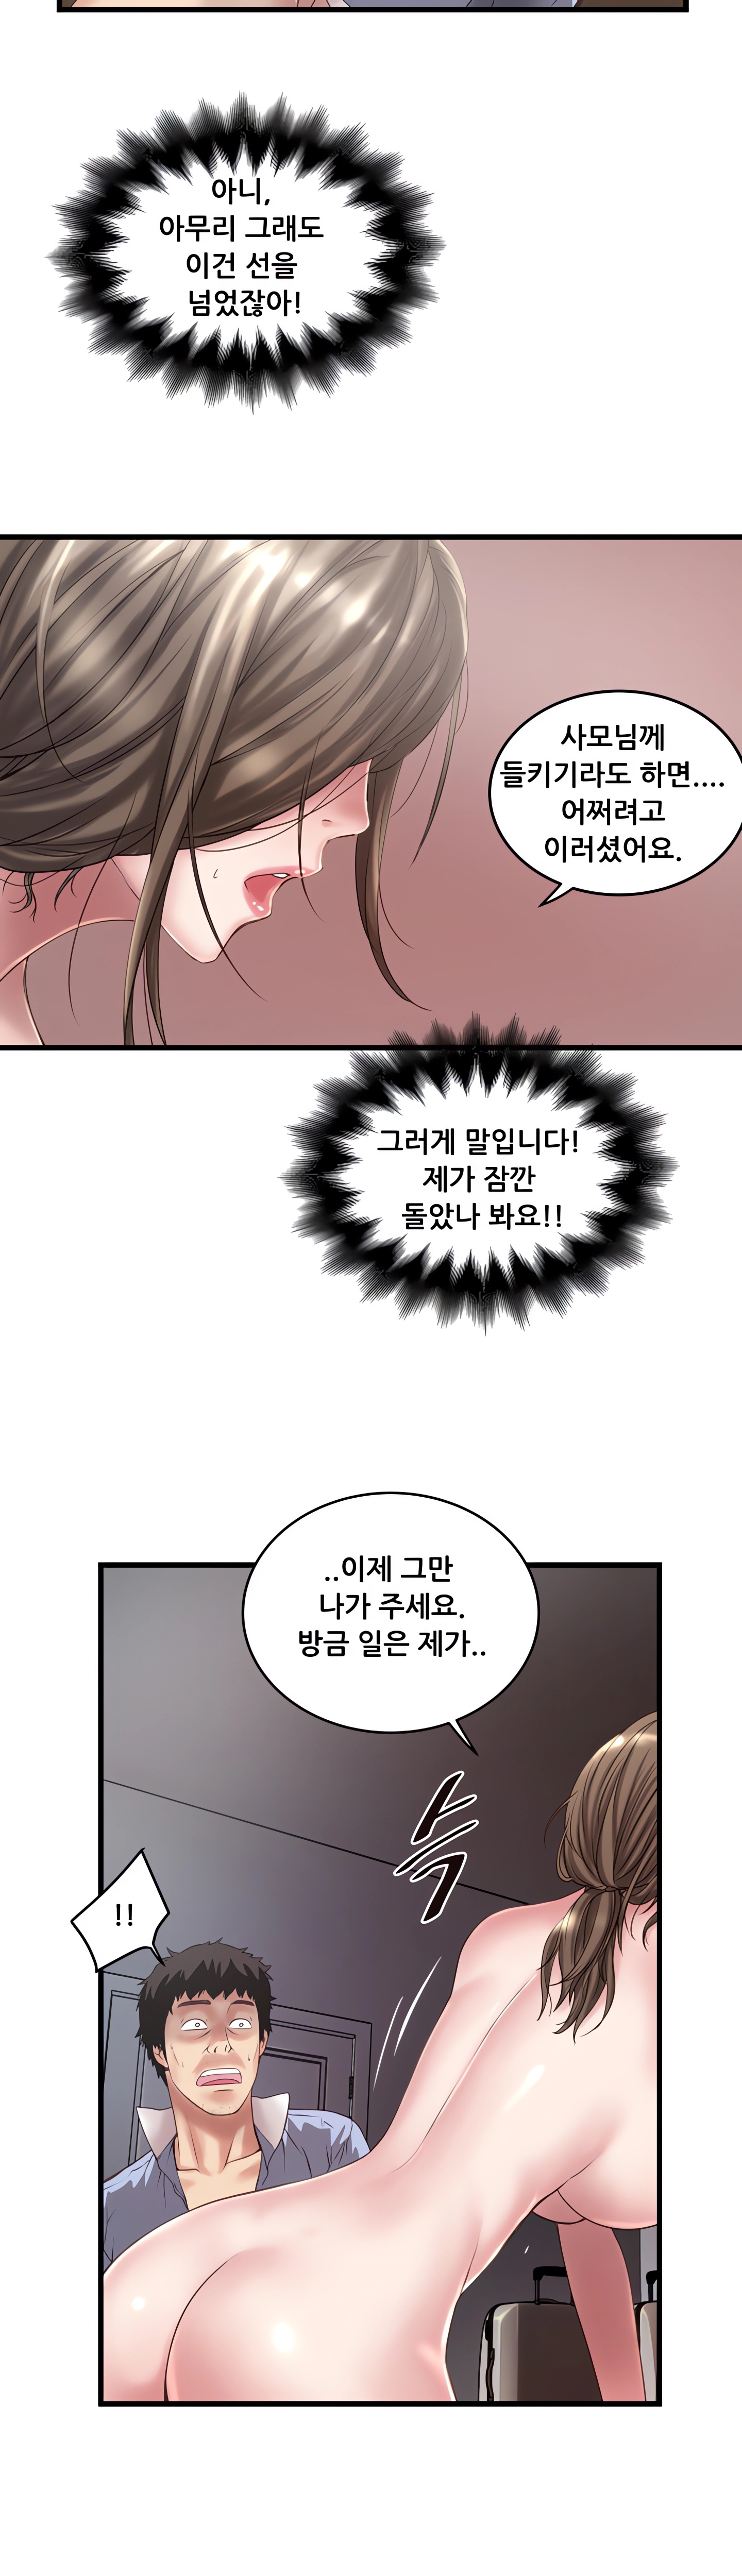 아니,
아무리 그래도
이건 선을
넘었잖아!
사모님께
들키기라도 하면....
어쩌려고
이러셨어요.
그러게 말입니다!
제가 잠깐
돌았나 봐요!!
..이제 그만
나가 주세요.
방금 일은 제가..
스
윽
!!